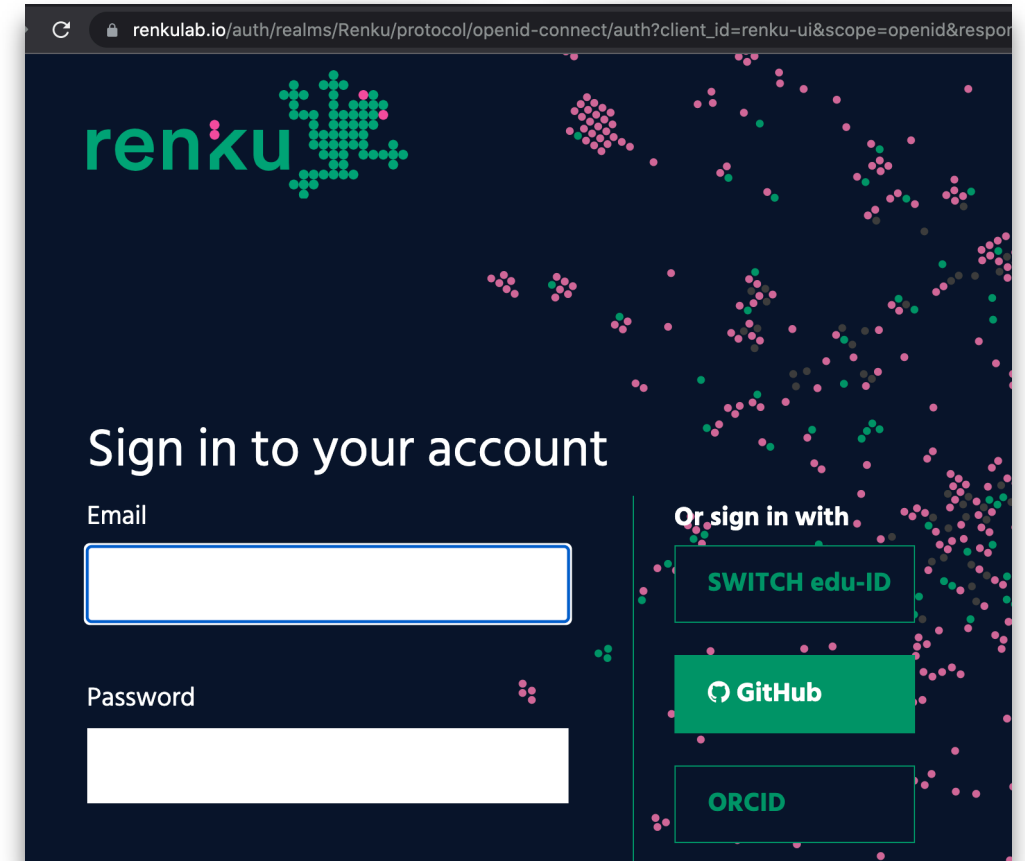 renkulab.io/auth/realms/Renku/protocol/openid-connect/auth?client_id=renku-ui&scope=openid&respon
renku
Sign in to your account
Email
Password
Or sign in with
SWITCH edu-ID
GitHub
ORCID